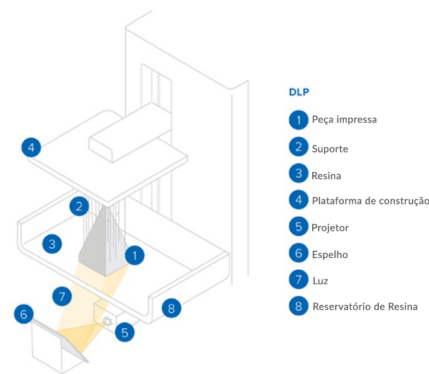 DLP
1 Peça impressa
2 Suporte
3 Resina
4 Plataforma de construção
5 Projetor
6 Espelho
7 Luz
8 Reservatório de Resina
4
2
3
1
7
8
6
5